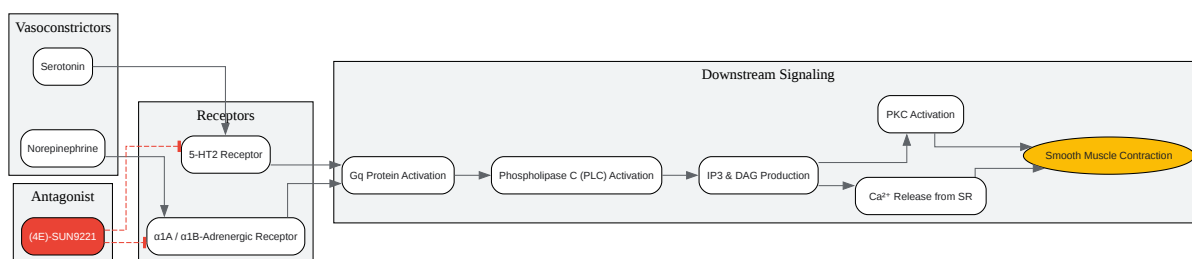 Vasoconstrictors
Serotonin
Norepinephrine
Antagonist
(4E)-SUN9221
Receptors
5-HT2 Receptor
α1A / α1B-Adrenergic Receptor
Downstream Signaling
Gq Protein Activation
Phospholipase C (PLC) Activation
IP3 & DAG Production
PKC Activation
Ca²⁺ Release from SR
Smooth Muscle Contraction